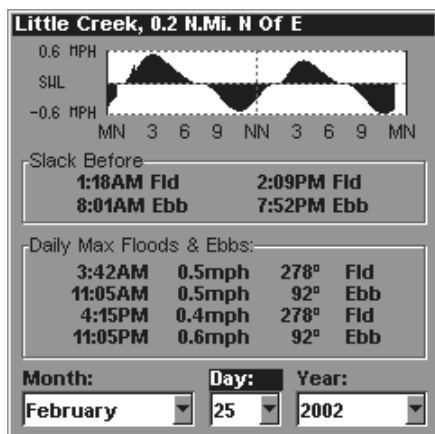 Little Creek, 0.2 N.Mi. N Of E
0.6 MPH
SWL
-0.6 MPH
MN 3 6 9 NN 3 6 9 MN
Slack Before
1:18AM Fld 2:09PM Fld
8:01AM Ebb 7:52PM Ebb
Daily Max Floods & Ebbs:
3:42AM 0.5mph 278º Fld
11:05AM 0.5mph 92º Ebb
4:15PM 0.4mph 278º Fld
11:05PM 0.6mph 92º Ebb
Month: Day: Year:
February 25 2002